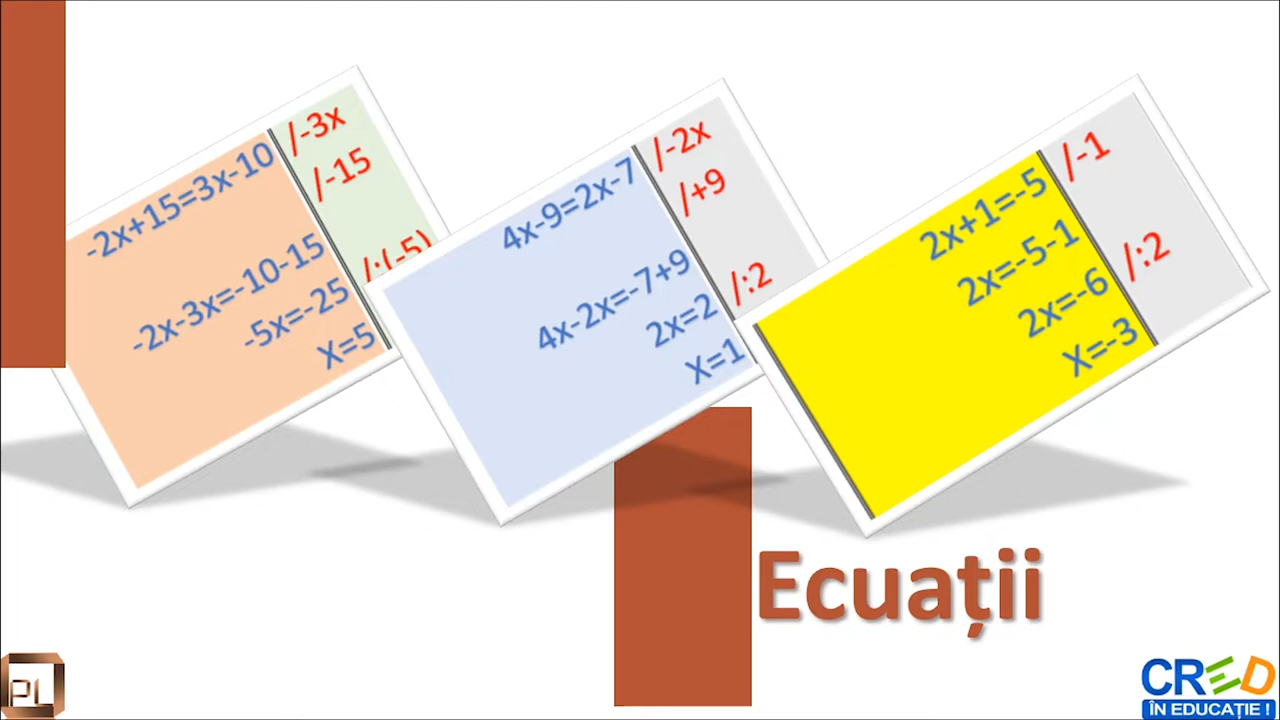 -2x+15=3x-10
/-3x
/-15
-2x-3x=-10-15
/:(-5)
-5x=-25
X=5
4x-9=2x-7
/-2x
/+9
4x-2x=-7+9
2x=2
/:2
X=1
2x+1=-5
/-1
2x=-5-1
2x=-6
/:2
X=-3
Ecuații
PL
CRED
ÎN EDUCAȚIE !